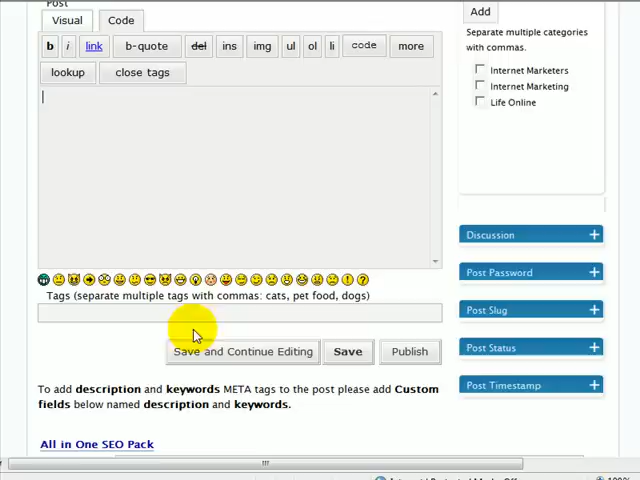 Post
Visual
Code
b
i
link
b-quote
del
ins
img
ul
ol
li
code
more
lookup
close tags
Tags (separate multiple tags with commas: cats, pet food, dogs)
Save and Continue Editing
Save
Publish
To add description and keywords META tags to the post please add Custom
fields below named description and keywords.
All in One SEO Pack
Add
Separate multiple categories
with commas.
Internet Marketers
Internet Marketing
Life Online
Discussion +
Post Password +
Post Slug +
Post Status +
Post Timestamp +